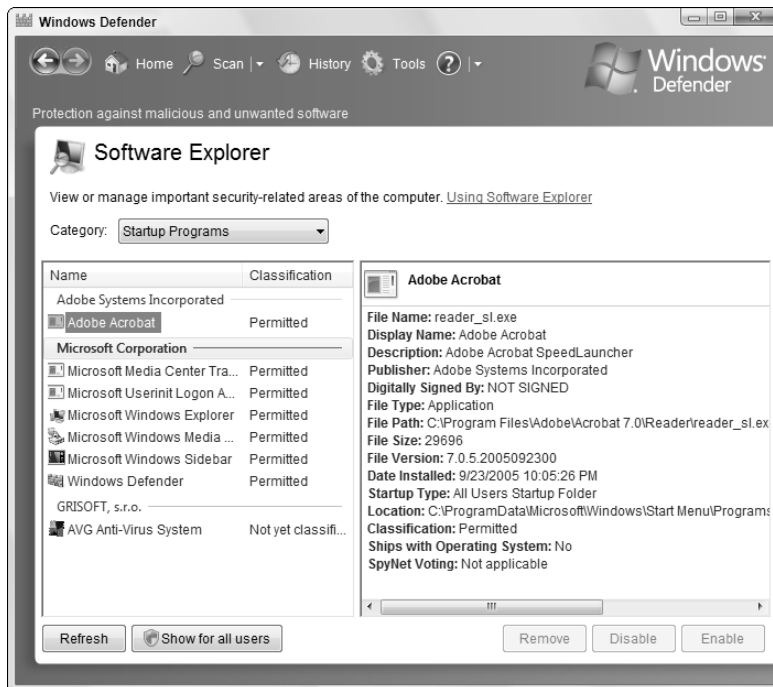 Windows Defender
Home Scan History Tools ?
Windows
Defender
Protection against malicious and unwanted software
Software Explorer
View or manage important security-related areas of the computer. Using Software Explorer
Category: Startup Programs
Name Classification
Adobe Systems Incorporated
Adobe Acrobat Permitted
Microsoft Corporation
Microsoft Media Center Tra... Permitted
Microsoft Userinit Logon A... Permitted
Microsoft Windows Explorer Permitted
Microsoft Windows Media ... Permitted
Microsoft Windows Sidebar Permitted
Windows Defender Permitted
GRISOFT, s.r.o.
AVG Anti-Virus System Not yet classifi...
Adobe Acrobat
File Name: reader_sl.exe
Display Name: Adobe Acrobat
Description: Adobe Acrobat SpeedLauncher
Publisher: Adobe Systems Incorporated
Digitally Signed By: NOT SIGNED
File Type: Application
File Path: C:\Program Files\Adobe\Acrobat 7.0\Reader\reader_sl.ex
File Size: 29696
File Version: 7.0.5.2005092300
Date Installed: 9/23/2005 10:05:26 PM
Startup Type: All Users Startup Folder
Location: C:\ProgramData\Microsoft\Windows\Start Menu\Programs
Classification: Permitted
Ships with Operating System: No
SpyNet Voting: Not applicable
Refresh Show for all users Remove Disable Enable